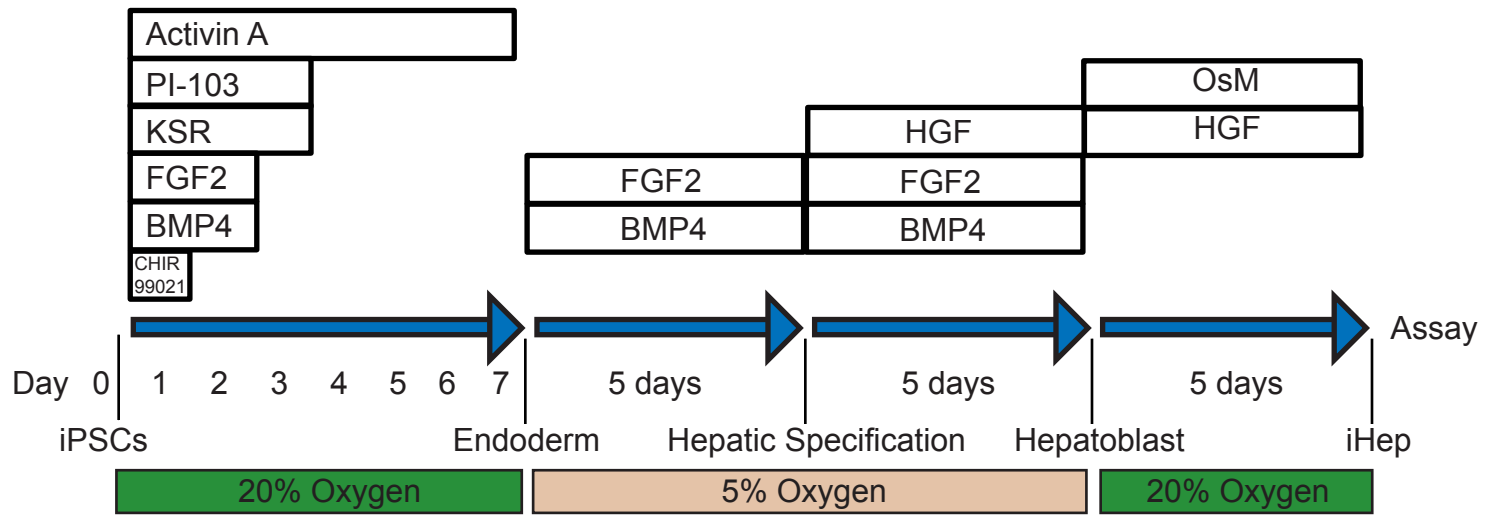 Activin A
PI-103
OsM
KSR
HGF
HGF
FGF2
FGF2
FGF2
BMP4
BMP4
BMP4
CHIR
99021
Assay
Day 0 1 2 3 4 5 6 7 5 days 5 days 5 days
iPSCs Endoderm Hepatic Specification Hepatoblast iHep
20% Oxygen 5% Oxygen 20% Oxygen